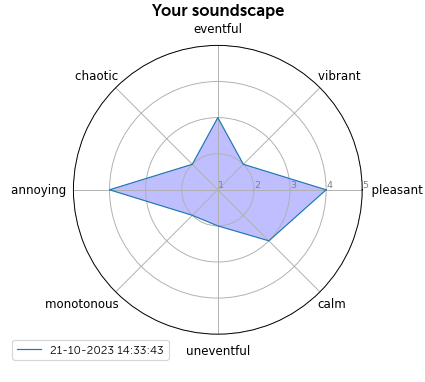 Your soundscape
eventful
chaotic
vibrant
annoying
1
2
3
4
5
pleasant
monotonous
calm
21-10-2023 14:33:43
uneventful